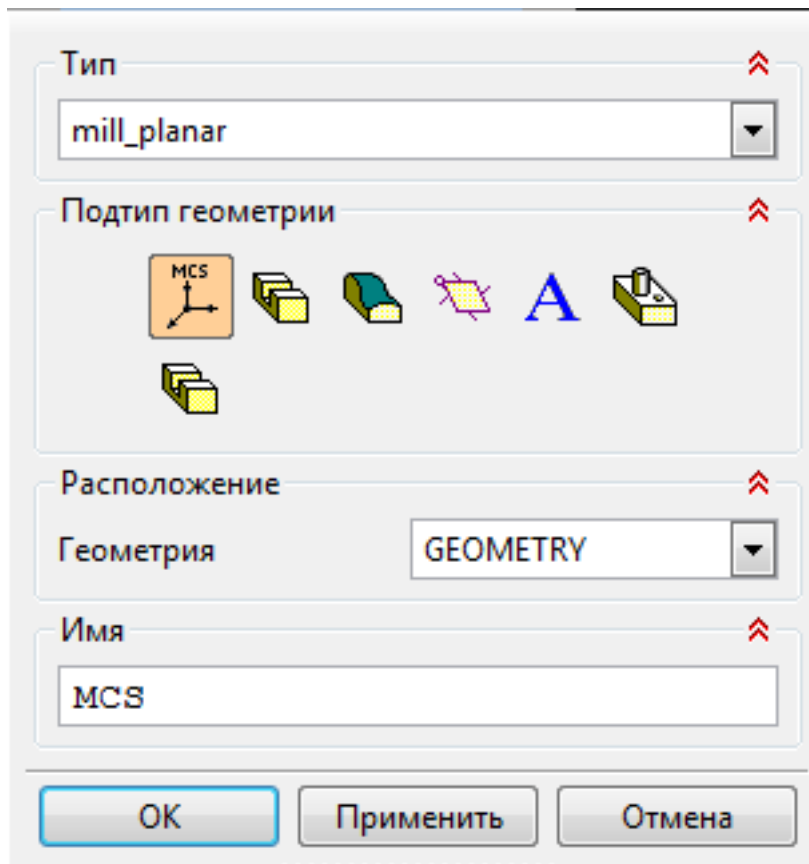 Тип
mill_planar
Подтип геометрии
MCS
A
Расположение
Геометрия GEOMETRY
Имя
MCS
OK Применить Отмена